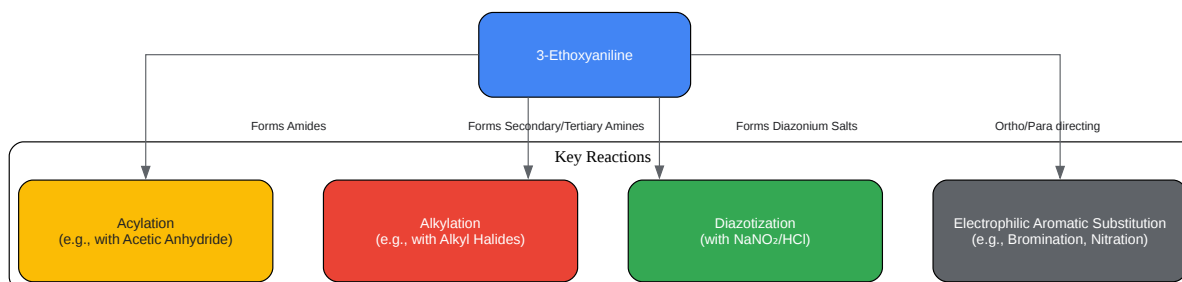 3-Ethoxyaniline
Forms Amides
Forms Secondary/Tertiary Amines
Forms Diazonium Salts
Ortho/Para directing
Key Reactions
Acylation
(e.g., with Acetic Anhydride)
Alkylation
(e.g., with Alkyl Halides)
Diazotization
(with NaNO₂/HCl)
Electrophilic Aromatic Substitution
(e.g., Bromination, Nitration)